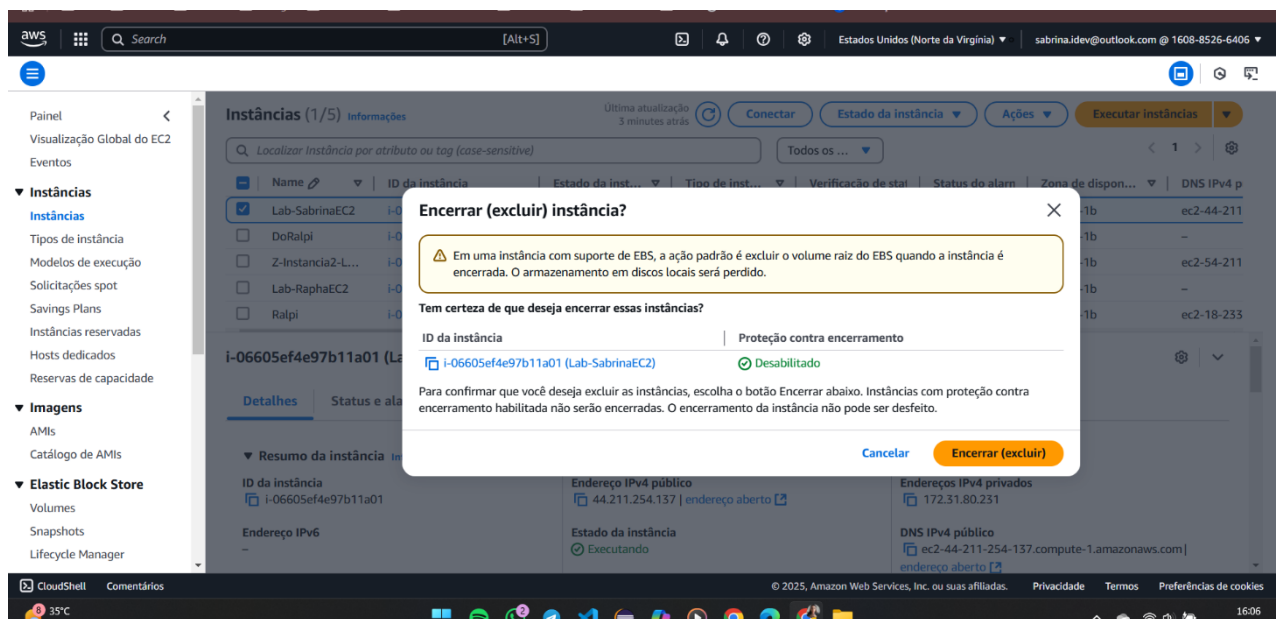 aws
Search
[Alt+S]
Estados Unidos (Norte da Virgínia)
sabrina.idev@outlook.com @ 1608-8526-6406
Painel
Visualização Global do EC2
Eventos
Instâncias
Instâncias
Tipos de instância
Modelos de execução
Solicitações spot
Savings Plans
Instâncias reservadas
Hosts dedicados
Reservas de capacidade
Imagens
AMIs
Catálogo de AMIs
Elastic Block Store
Volumes
Snapshots
Lifecycle Manager
Instâncias (1/5) Informações
Última atualização
3 minutes atrás
Conectar
Estado da instância
Ações
Executar instâncias
Localizar Instância por atributo ou tag (case-sensitive)
Todos os ...
1
Name
ID da instância
Estado da inst...
Tipo de inst...
Verificação de stat
Status do alarm
Zona de dispon...
DNS IPv4 p
Lab-SabrinaEC2 i-0 -1b ec2-44-211
DoRalpi i-0 -1b –
Z-Instancia2-L... i-0 -1b ec2-54-211
Lab-RaphaEC2 i-0 -1b –
Ralpi i-0 -1b ec2-18-233
Encerrar (excluir) instância?
Em uma instância com suporte de EBS, a ação padrão é excluir o volume raiz do EBS quando a instância é
encerrada. O armazenamento em discos locais será perdido.
Tem certeza de que deseja encerrar essas instâncias?
ID da instância
Proteção contra encerramento
i-06605ef4e97b11a01 (Lab-SabrinaEC2)
Desabilitado
Para confirmar que você deseja excluir as instâncias, escolha o botão Encerrar abaixo. Instâncias com proteção contra
encerramento habilitada não serão encerradas. O encerramento da instância não pode ser desfeito.
Cancelar
Encerrar (excluir)
i-06605ef4e97b11a01 (La
Detalhes
Status e ala
Resumo da instância In
ID da instância
i-06605ef4e97b11a01
Endereço IPv4 público
44.211.254.137 | endereço aberto
Endereços IPv4 privados
172.31.80.231
Endereço IPv6
–
Estado da instância
Executando
DNS IPv4 público
ec2-44-211-254-137.compute-1.amazonaws.com |
endereço aberto
CloudShell
Comentários
© 2025, Amazon Web Services, Inc. ou suas afiliadas.
Privacidade
Termos
Preferências de cookies
8
35°C
2
16:06